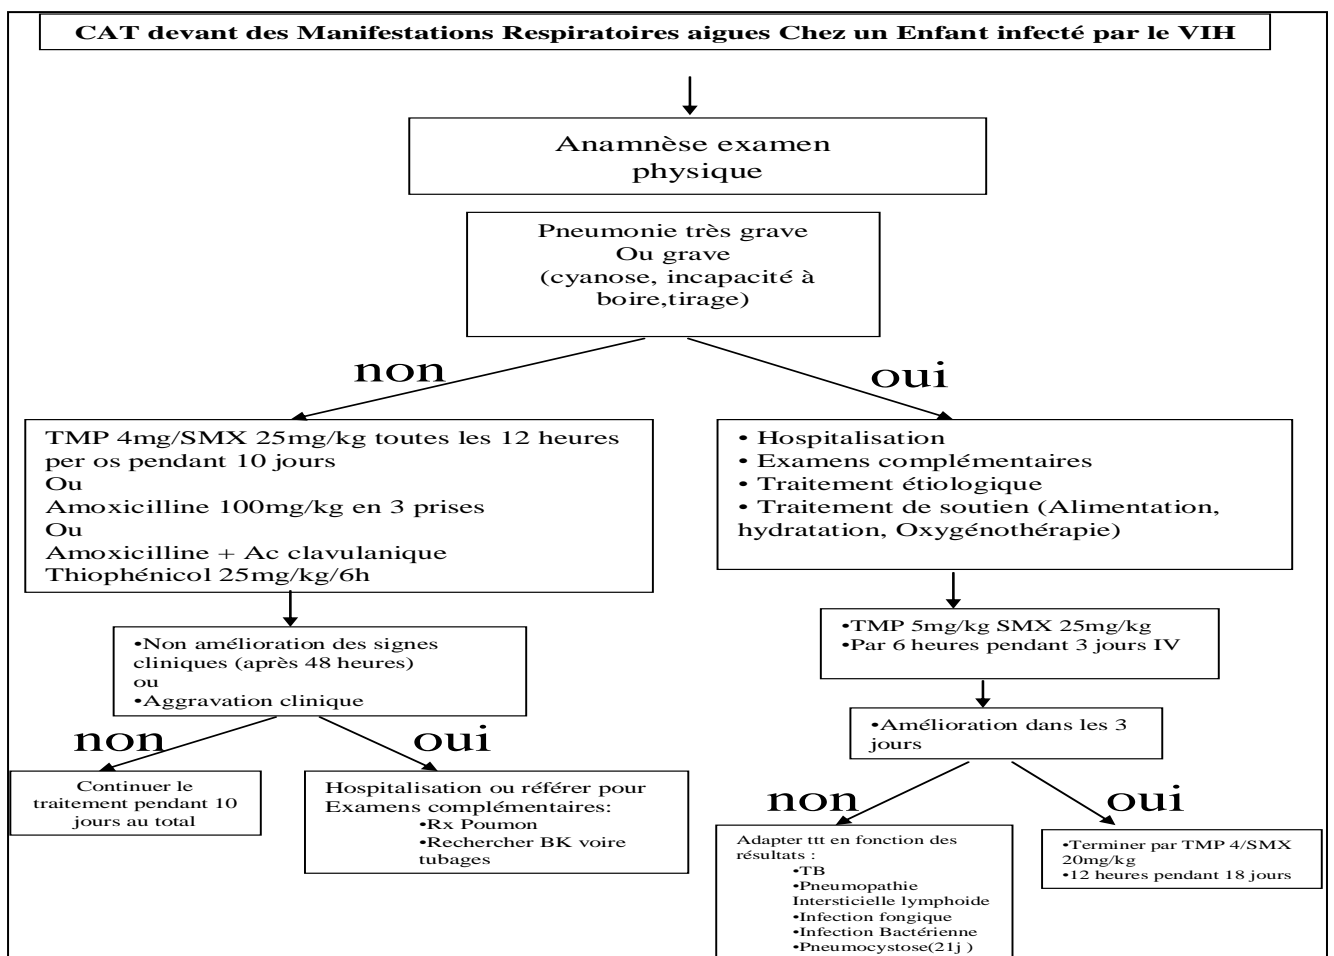 CAT devant des Manifestations Respiratoires aigues Chez un Enfant infecté par le VIH
Anamnèse examen
physique
Pneumonie très grave
Ou grave
(cyanose, incapacité à
boire,tirage)
non
oui
TMP 4mg/SMX 25mg/kg toutes les 12 heures
per os pendant 10 jours
Ou
Amoxicilline 100mg/kg en 3 prises
Ou
Amoxicilline + Ac clavulanique
Thiophénicol 25mg/kg/6h
• Hospitalisation
• Examens complémentaires
• Traitement étiologique
• Traitement de soutien (Alimentation,
hydratation, Oxygénothérapie)
•Non amélioration des signes
cliniques (après 48 heures)
ou
•Aggravation clinique
•TMP 5mg/kg SMX 25mg/kg
•Par 6 heures pendant 3 jours IV
•Amélioration dans les 3
jours
non
oui
Continuer le
traitement pendant 10
jours au total
Hospitalisation ou référer pour
Examens complémentaires:
•Rx Poumon
•Rechercher BK voire
tubages
non
oui
Adapter ttt en fonction des
résultats :
•TB
•Pneumopathie
Intersticielle lymphoide
•Infection fongique
•Infection Bactérienne
•Pneumocystose(21j )
•Terminer par TMP 4/SMX
20mg/kg
•12 heures pendant 18 jours